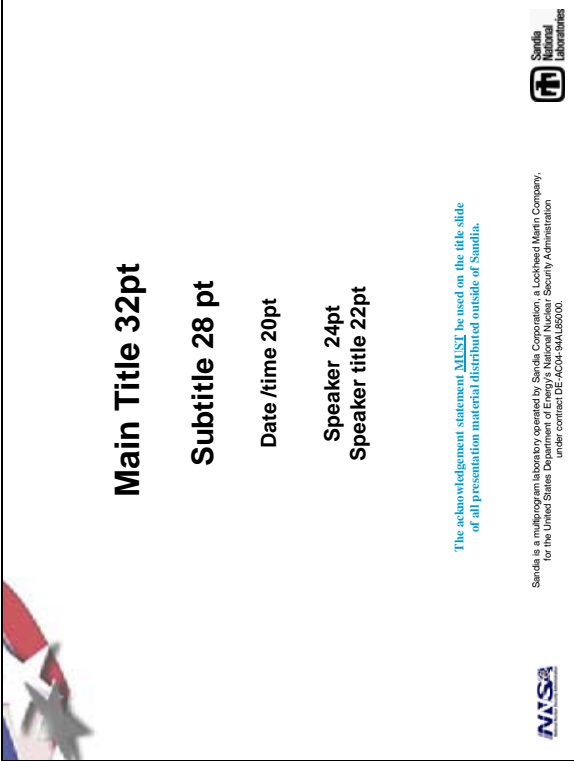 Main Title 32pt
Subtitle 28 pt
Date /time 20pt
Speaker  24pt
Speaker title 22pt
The acknowledgement statement MUST be used on the title slide
of all presentation material distributed outside of Sandia.
Sandia is a multiprogram laboratory operated by Sandia Corporation, a Lockheed Martin Company,
for the United States Department of Energy's National Nuclear Security Administration
under contract DE-AC04-94AL85000.
NNSA
Sandia
National
Laboratories